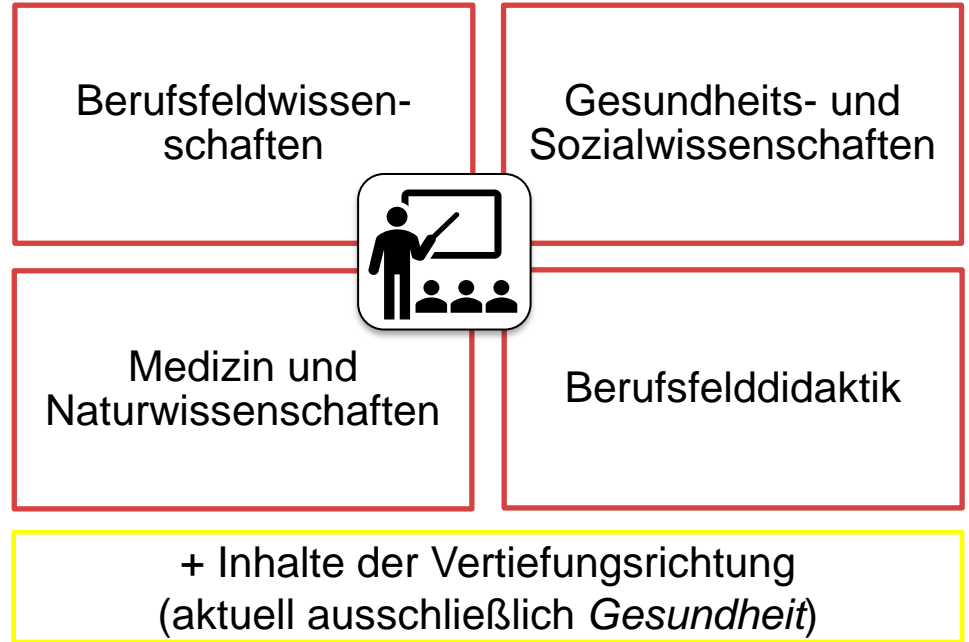 Berufsfeldwissen-
schaften
Gesundheits- und
Sozialwissenschaften
Medizin und
Naturwissenschaften
Berufsfelddidaktik
+ Inhalte der Vertiefungsrichtung
(aktuell ausschließlich Gesundheit)